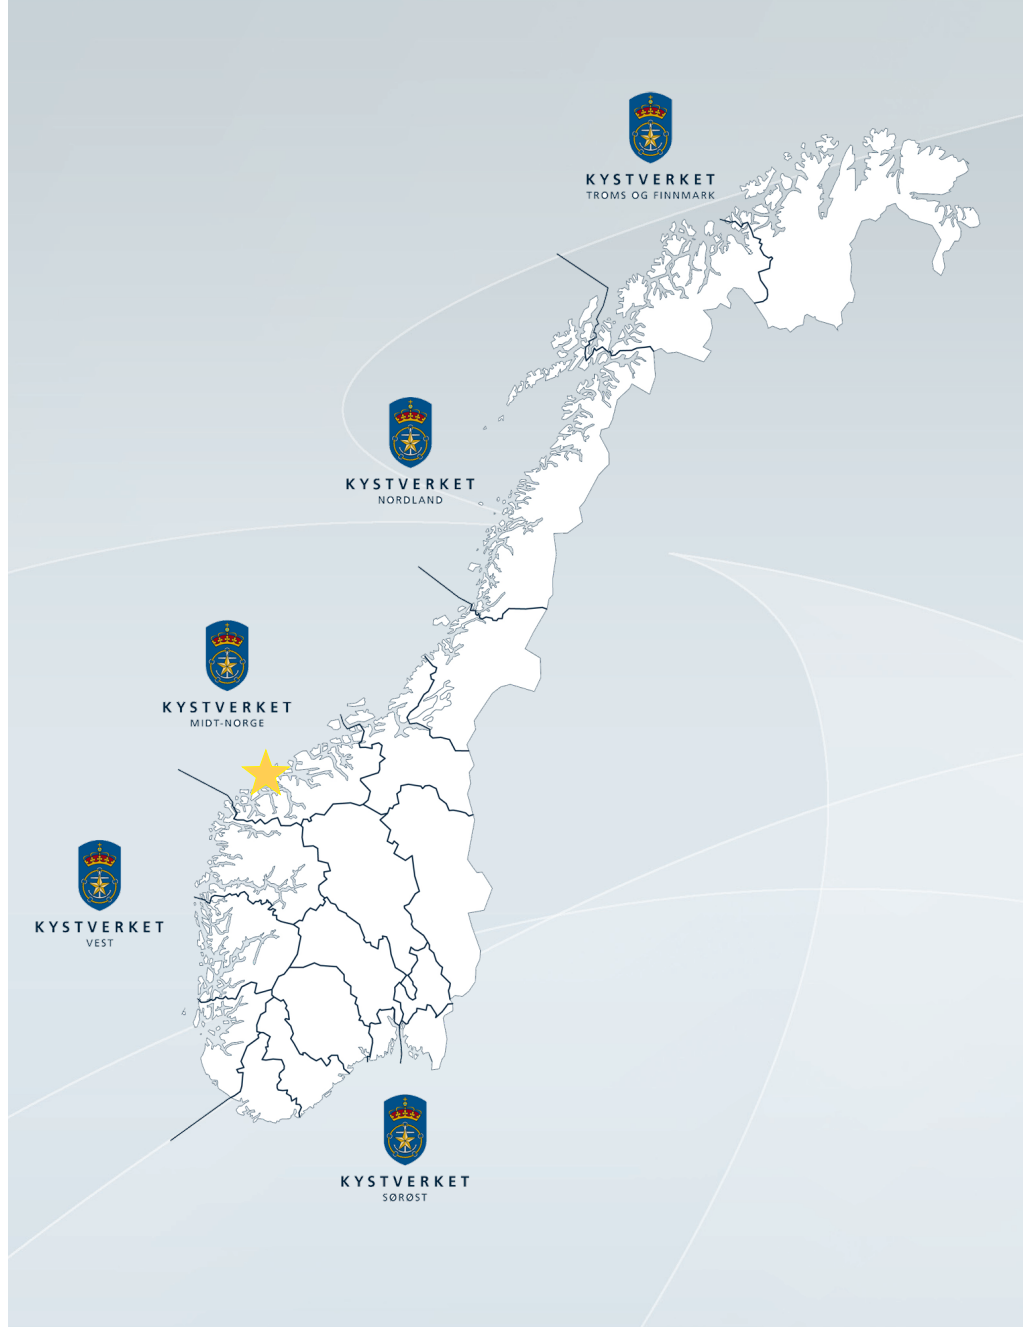 KYSTVERKET
TROMS OG FINNMARK
KYSTVERKET
NORDLAND
KYSTVERKET
MIDT-NORGE
KYSTVERKET
VEST
KYSTVERKET
SØRØST